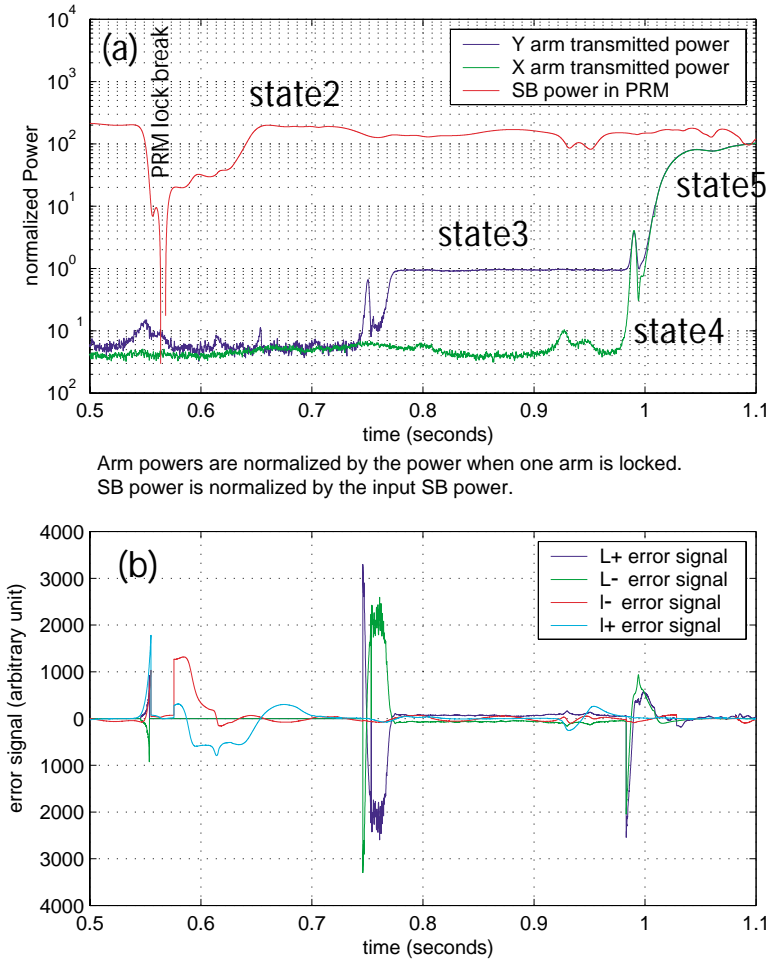 (a)
10^4
10^3
10^2
10^1
10^0
10^1
10^2
normalized Power
PRM lock break
state2
state3
state4
state5
Y arm transmitted power
X arm transmitted power
SB power in PRM
0.5 0.6 0.7 0.8 0.9 1 1.1
time (seconds)
Arm powers are normalized by the power when one arm is locked.
SB power is normalized by the input SB power.
(b)
4000
3000
2000
1000
0
1000
2000
3000
4000
error signal (arbitrary unit)
L+ error signal
L- error signal
l- error signal
l+ error signal
0.5 0.6 0.7 0.8 0.9 1 1.1
time (seconds)